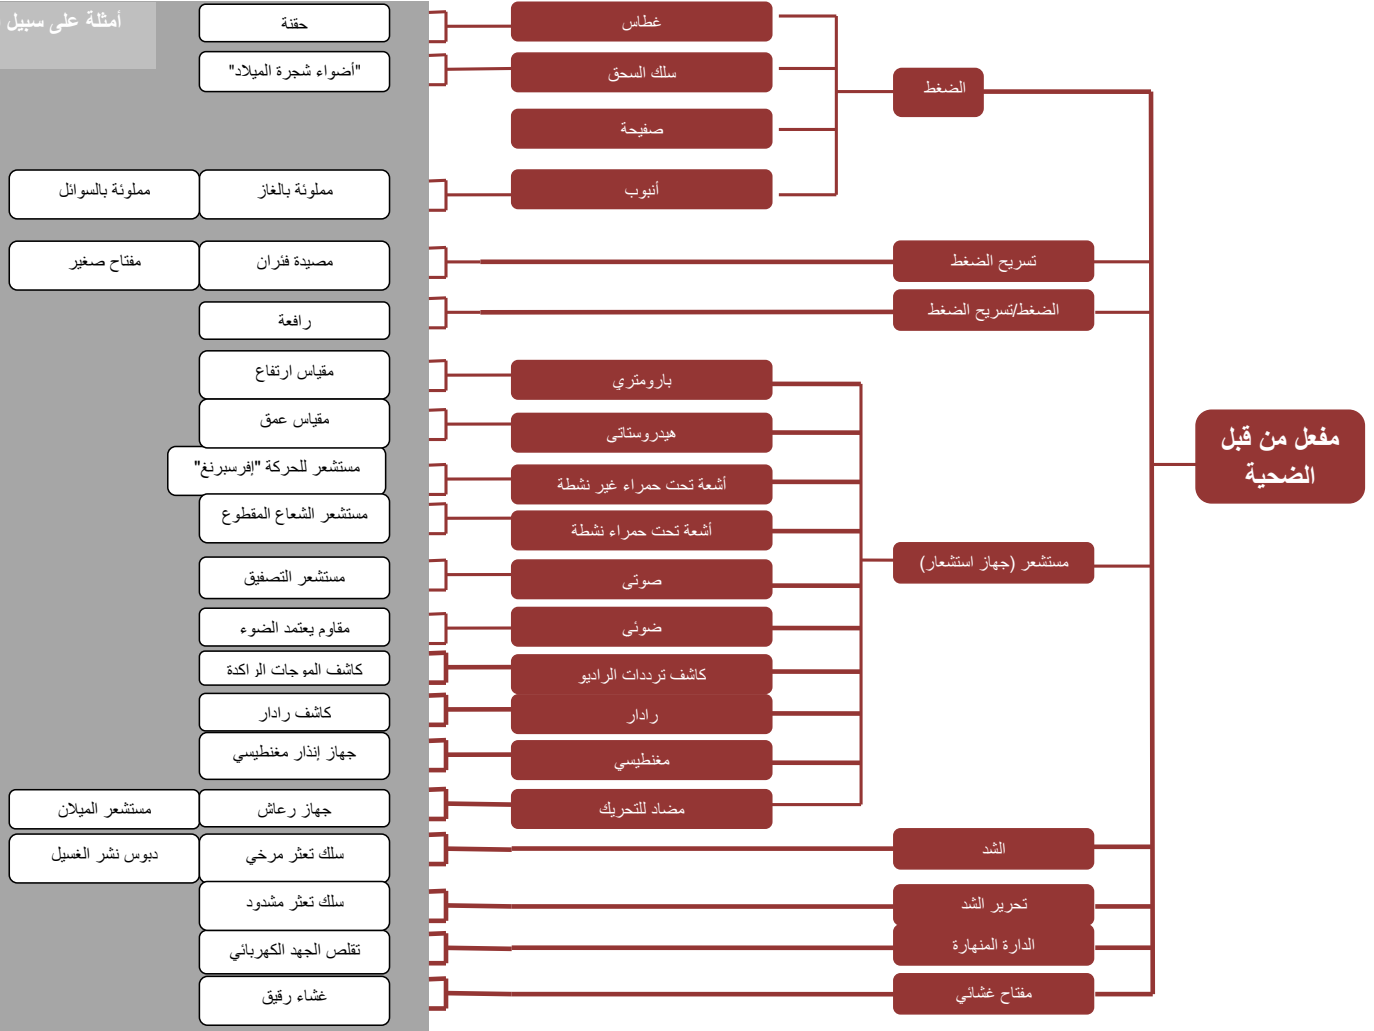 أمثلة على سبيل
مفعل من قبل
الضحية
الضغط
غطاس
حقنة
سلك السحق
"أضواء شجرة الميلاد"
صفيحة
أنبوب
مملوئة بالغاز
مملوئة بالسوائل
تسريح الضغط
مصيدة فئران
مفتاح صغير
الضغط/تسريح الضغط
رافعة
مستشعر (جهاز استشعار)
بارومتري
مقياس ارتفاع
هيدروستاتى
مقياس عمق
أشعة تحت حمراء غير نشطة
مستشعر للحركة "إفرسبرنغ"
أشعة تحت حمراء نشطة
مستشعر الشعاع المقطوع
صوتى
مستشعر التصفيق
ضوئى
مقاوم يعتمد الضوء
كاشف ترددات الراديو
كاشف الموجات الراكدة
رادار
كاشف رادار
مغنطيسي
جهاز إنذار مغنطيسي
مضاد للتحريك
جهاز رعاش
مستشعر الميلان
الشد
سلك تعثر مرخي
دبوس نشر الغسيل
تحرير الشد
سلك تعثر مشدود
الدارة المنهارة
تقلص الجهد الكهربائي
مفتاح غشائي
غشاء رقيق